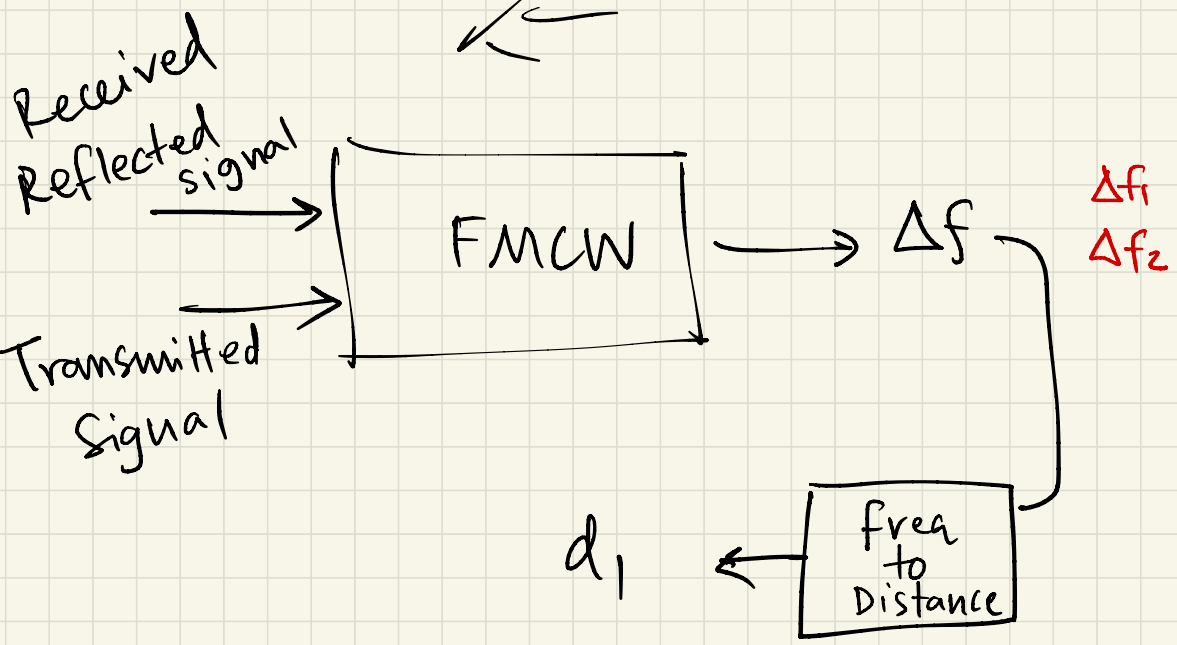 Received
Reflected
signal
FMCW
Δf
Δf1
Δf2
Transmitted
Signal
freq
to
Distance
d1